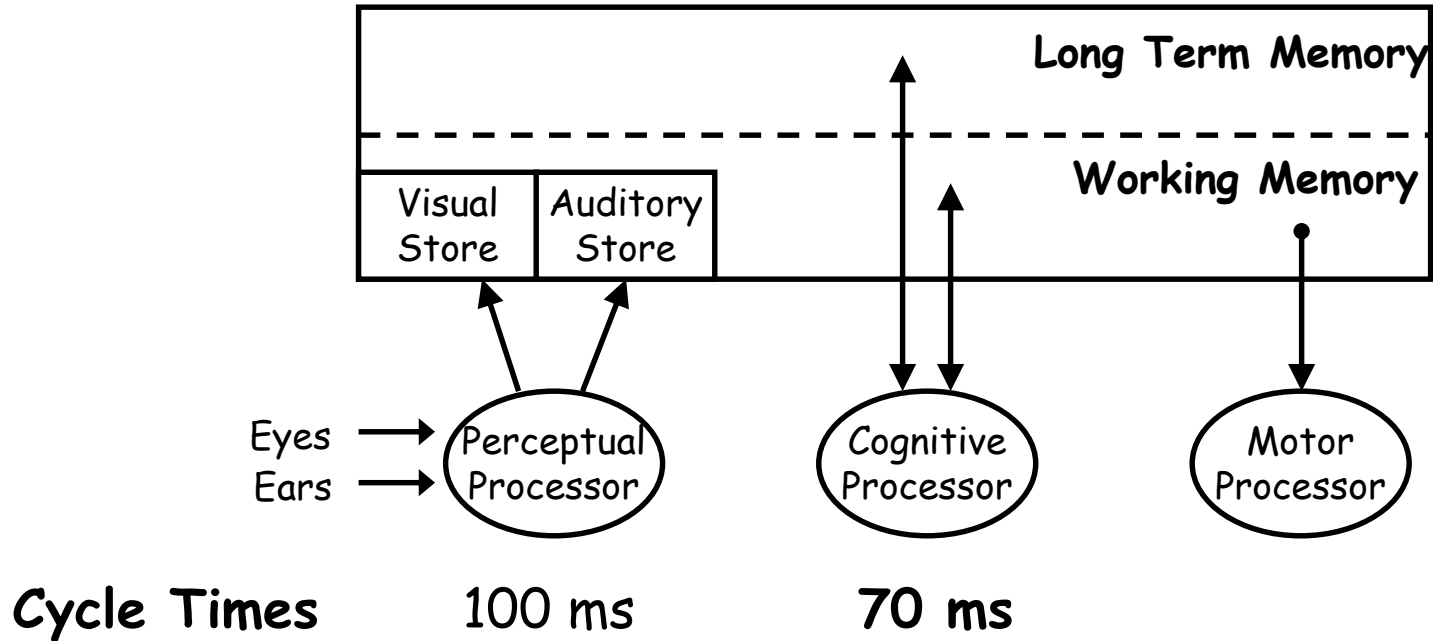 Long Term Memory
Working Memory
Visual
Store
Auditory
Store
Eyes
Ears
Perceptual
Processor
Cognitive
Processor
Motor
Processor
Cycle Times 100 ms 70 ms